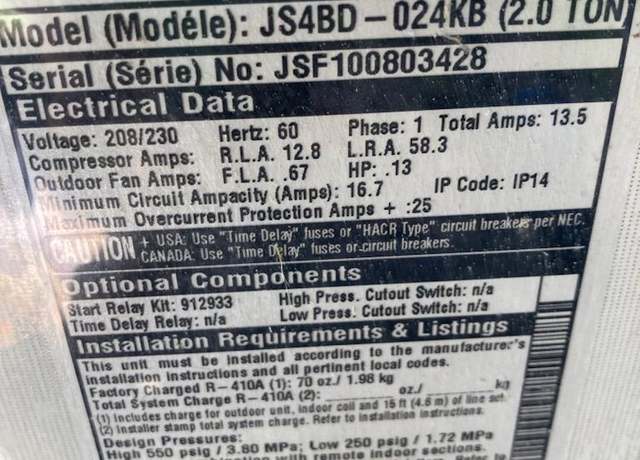 Model (Modéle): JS4BD-024KB (2.0 TON)
Serial (Série) No: JSF100803428
Electrical Data
Voltage: 208/230 Hertz: 60 Phase: 1 Total Amps: 13.5
Compressor Amps: R.L.A. 12.8 L.R.A. 58.3
Outdoor Fan Amps: F.L.A. .67 HP: .13
Minimum Circuit Ampacity (Amps): 16.7 IP Code: IP14
Maximum Overcurrent Protection Amps + :25
CAUTION + USA: Use "Time Delay" fuses or "HACR Type" circuit breakers per NEC.
CANADA: Use "Time Delay" fuses or circuit breakers.
Optional Components
Start Relay Kit: 912933 High Press. Cutout Switch: n/a
Time Delay Relay: n/a Low Press. Cutout Switch: n/a
Installation Requirements & Listings
This unit must be installed according to the manufacturer's
installation instructions and all pertinent local codes.
Factory Charged R-410A (1): 70 oz./ 1.98 kg
Total System Charge R-410A (2): ____ oz./ ____ kg
(1) Includes charge for outdoor unit, indoor coil and 15 ft (4.6 m) of line set.
(2) Installer stamp total system charge. Refer to installation instructions.
Design Pressures:
High 550 psig / 3.80 MPa; Low 250 psig / 1.72 MPa
with remote indoor sections.